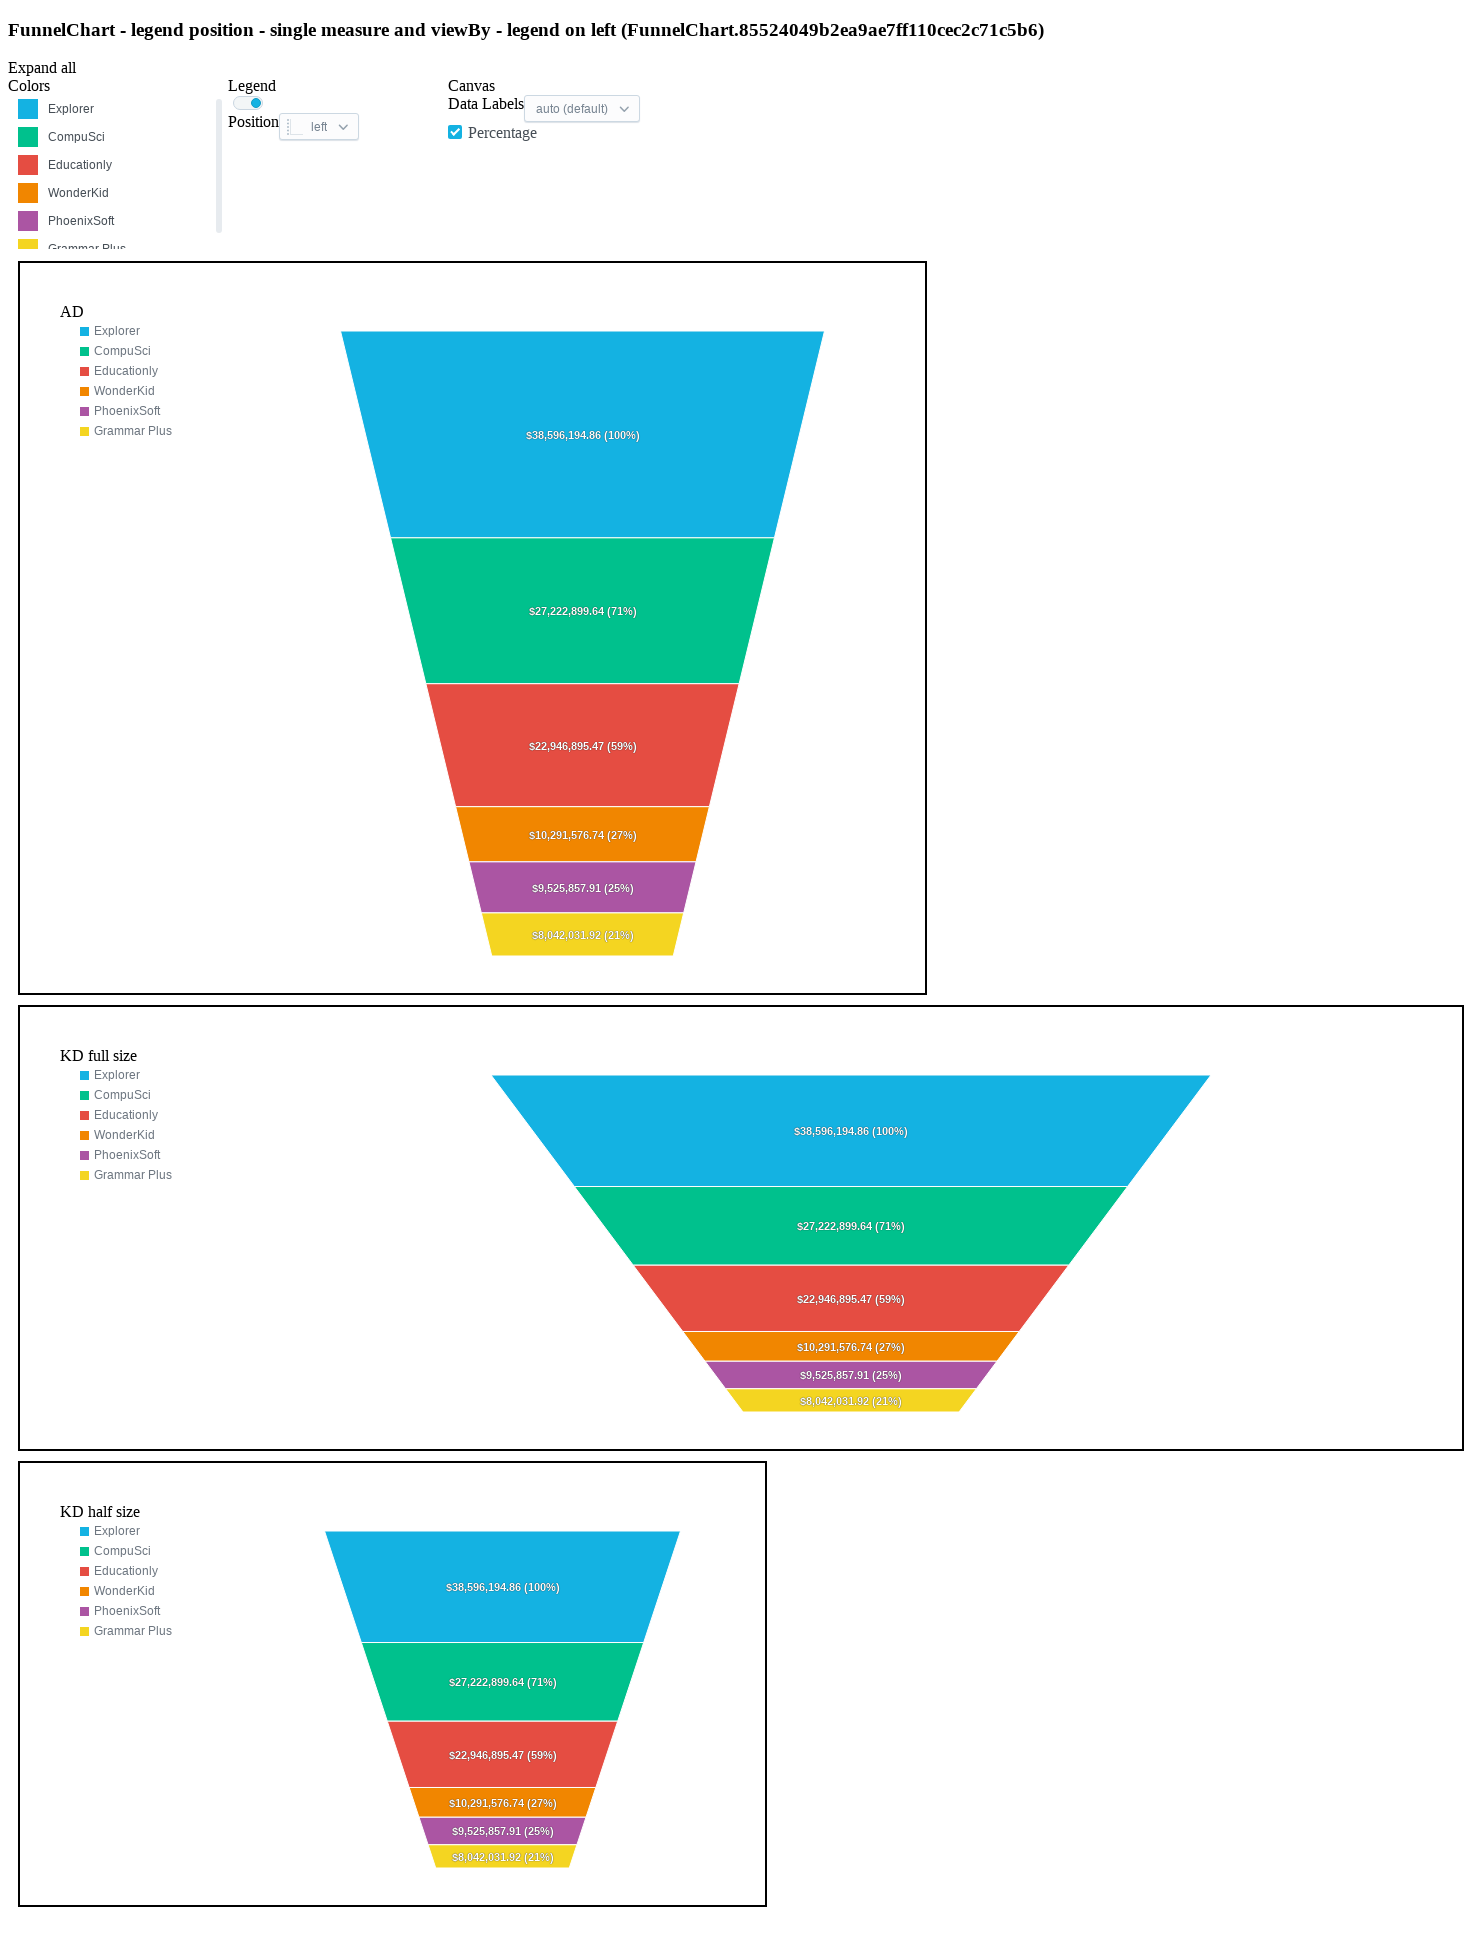 FunnelChart - legend position - single measure and viewBy - legend on left (FunnelChart.85524049b2ea9ae7ff110cec2c71c5b6)
Expand all
Colors
Explorer
CompuSci
Educationly
WonderKid
PhoenixSoft
Grammar Plus
Legend
Position left
Canvas
Data Labels auto (default)
Percentage
AD
Explorer
CompuSci
Educationly
WonderKid
PhoenixSoft
Grammar Plus
$38,596,194.86 (100%)
$27,222,899.64 (71%)
$22,946,895.47 (59%)
$10,291,576.74 (27%)
$9,525,857.91 (25%)
$8,042,031.92 (21%)
KD full size
Explorer
CompuSci
Educationly
WonderKid
PhoenixSoft
Grammar Plus
$38,596,194.86 (100%)
$27,222,899.64 (71%)
$22,946,895.47 (59%)
$10,291,576.74 (27%)
$9,525,857.91 (25%)
$8,042,031.92 (21%)
KD half size
Explorer
CompuSci
Educationly
WonderKid
PhoenixSoft
Grammar Plus
$38,596,194.86 (100%)
$27,222,899.64 (71%)
$22,946,895.47 (59%)
$10,291,576.74 (27%)
$9,525,857.91 (25%)
$8,042,031.92 (21%)